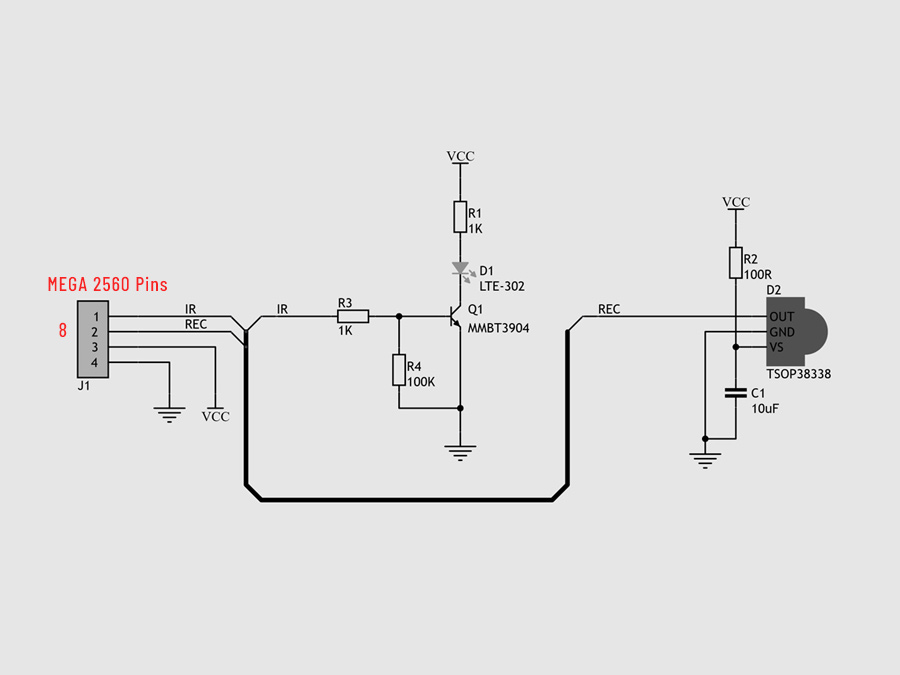 VCC
R1
1K
D1
LTE-302
Q1
MMBT3904
MEGA 2560 Pins
8
1
2
3
4
J1
IR
REC
VCC
IR
R3
1K
R4
100K
REC
VCC
R2
100R
D2
OUT
GND
VS
TSOP38338
C1
10uF